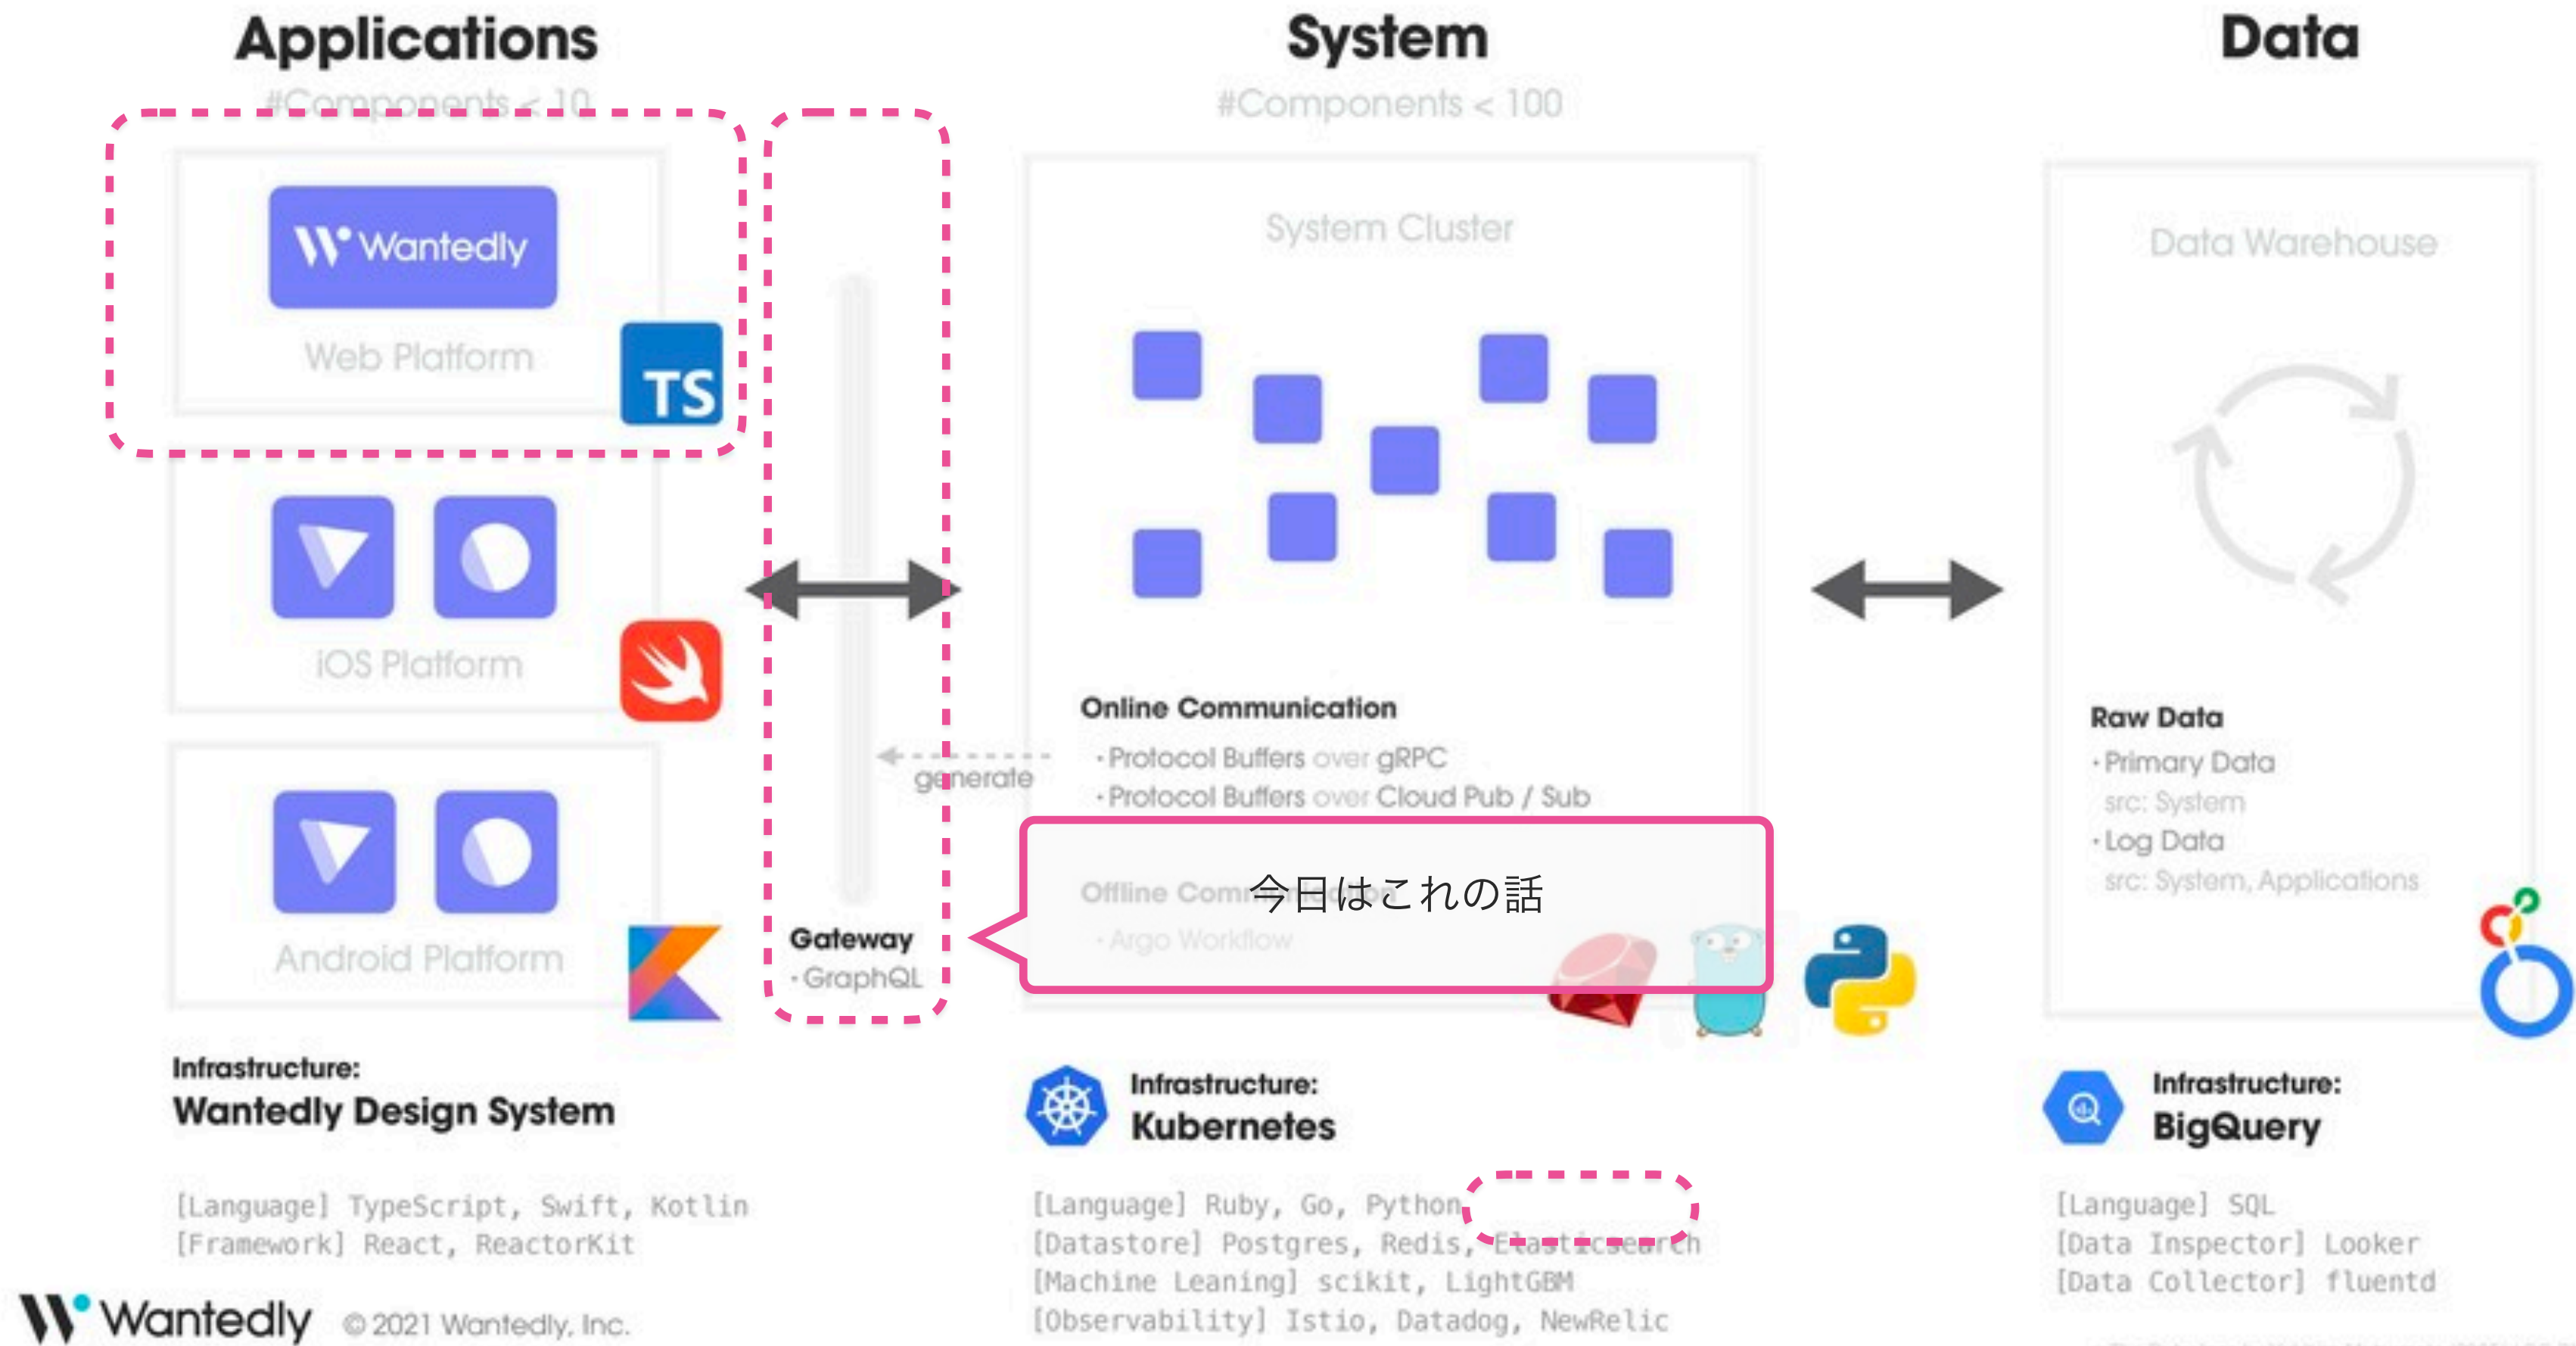 Applications
#Components < 10
Wantedly
Web Platform
TS
iOS Platform
Android Platform
Infrastructure:
Wantedly Design System
[Language] TypeScript, Swift, Kotlin
[Framework] React, ReactorKit
generate
Gateway
・GraphQL
System
#Components < 100
System Cluster
Online Communication
・Protocol Buffers over gRPC
・Protocol Buffers over Cloud Pub / Sub
今日はこれの話
Offline Communication
・Argo Workflow
Infrastructure:
Kubernetes
[Language] Ruby, Go, Python
[Datastore] Postgres, Redis, Elasticsearch
[Machine Leaning] scikit, LightGBM
[Observability] Istio, Datadog, NewRelic
Data
Data Warehouse
Raw Data
・Primary Data
src: System
・Log Data
src: System, Applications
Infrastructure:
BigQuery
[Language] SQL
[Data Inspector] Looker
[Data Collector] fluentd
Wantedly © 2021 Wantedly, Inc.